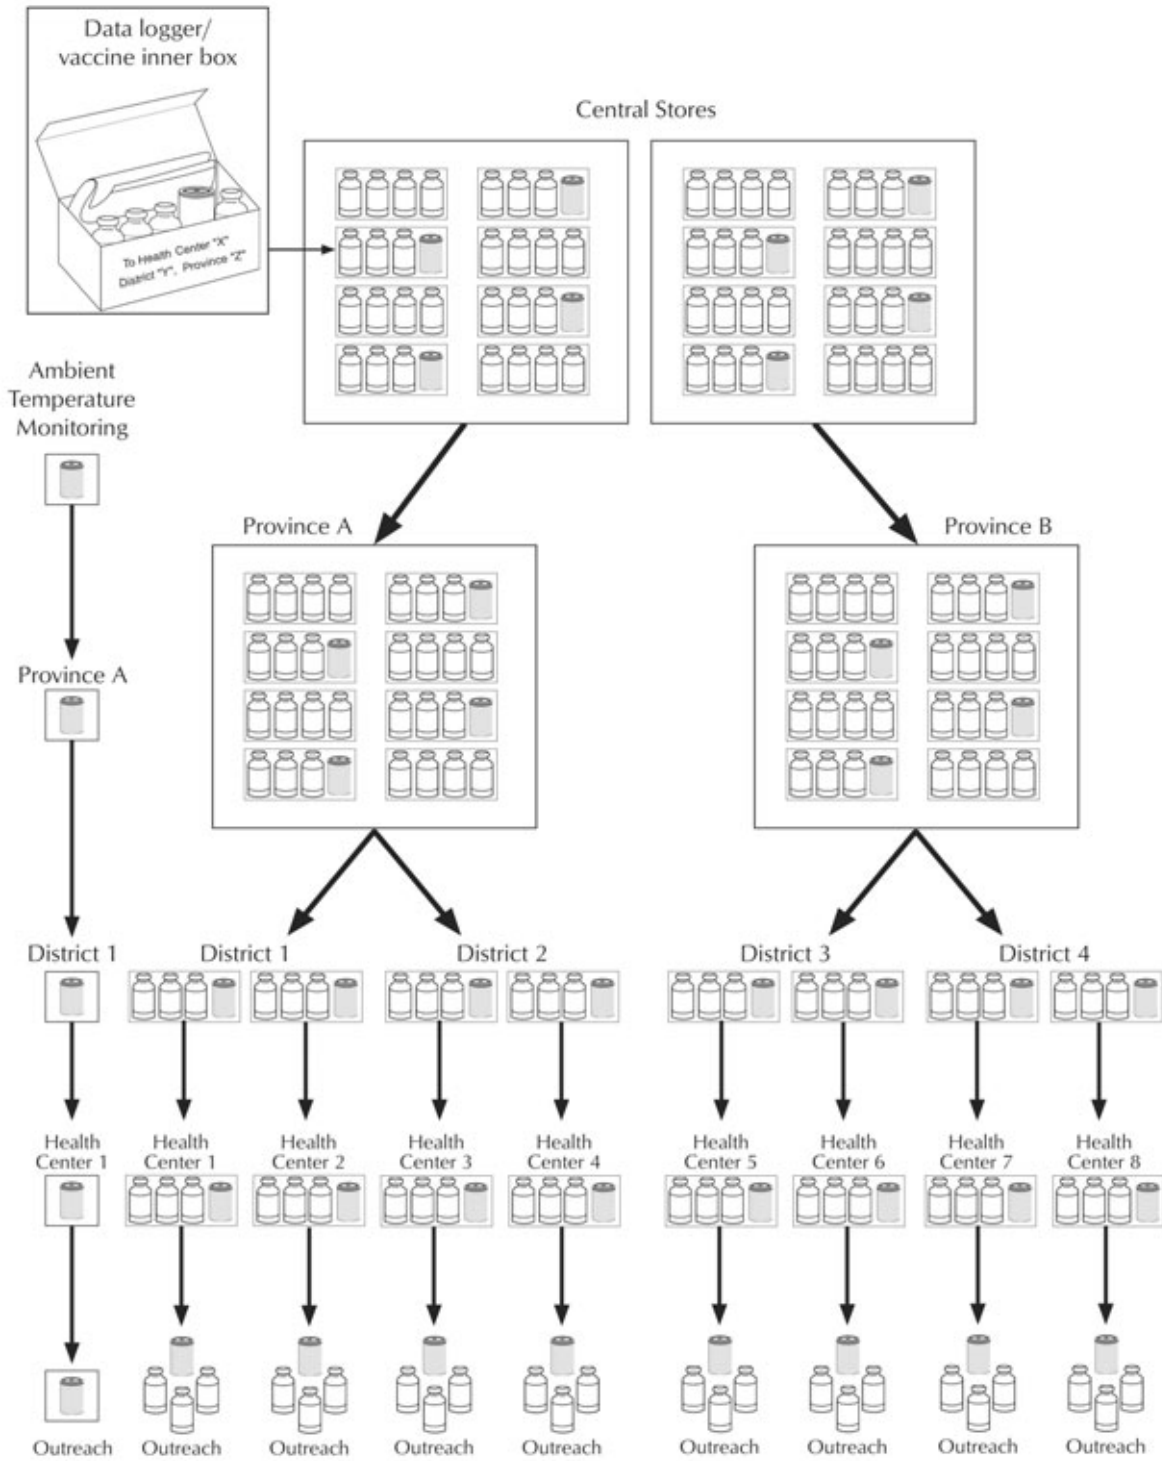 Data logger/
vaccine inner box
To Health Center "X"
District "Y", Province "Z"
Central Stores
Ambient
Temperature
Monitoring
Province A
Province B
Province A
District 1
District 1
District 2
District 3
District 4
Health
Center 1
Health
Center 1
Health
Center 2
Health
Center 3
Health
Center 4
Health
Center 5
Health
Center 6
Health
Center 7
Health
Center 8
Outreach
Outreach
Outreach
Outreach
Outreach
Outreach
Outreach
Outreach
Outreach